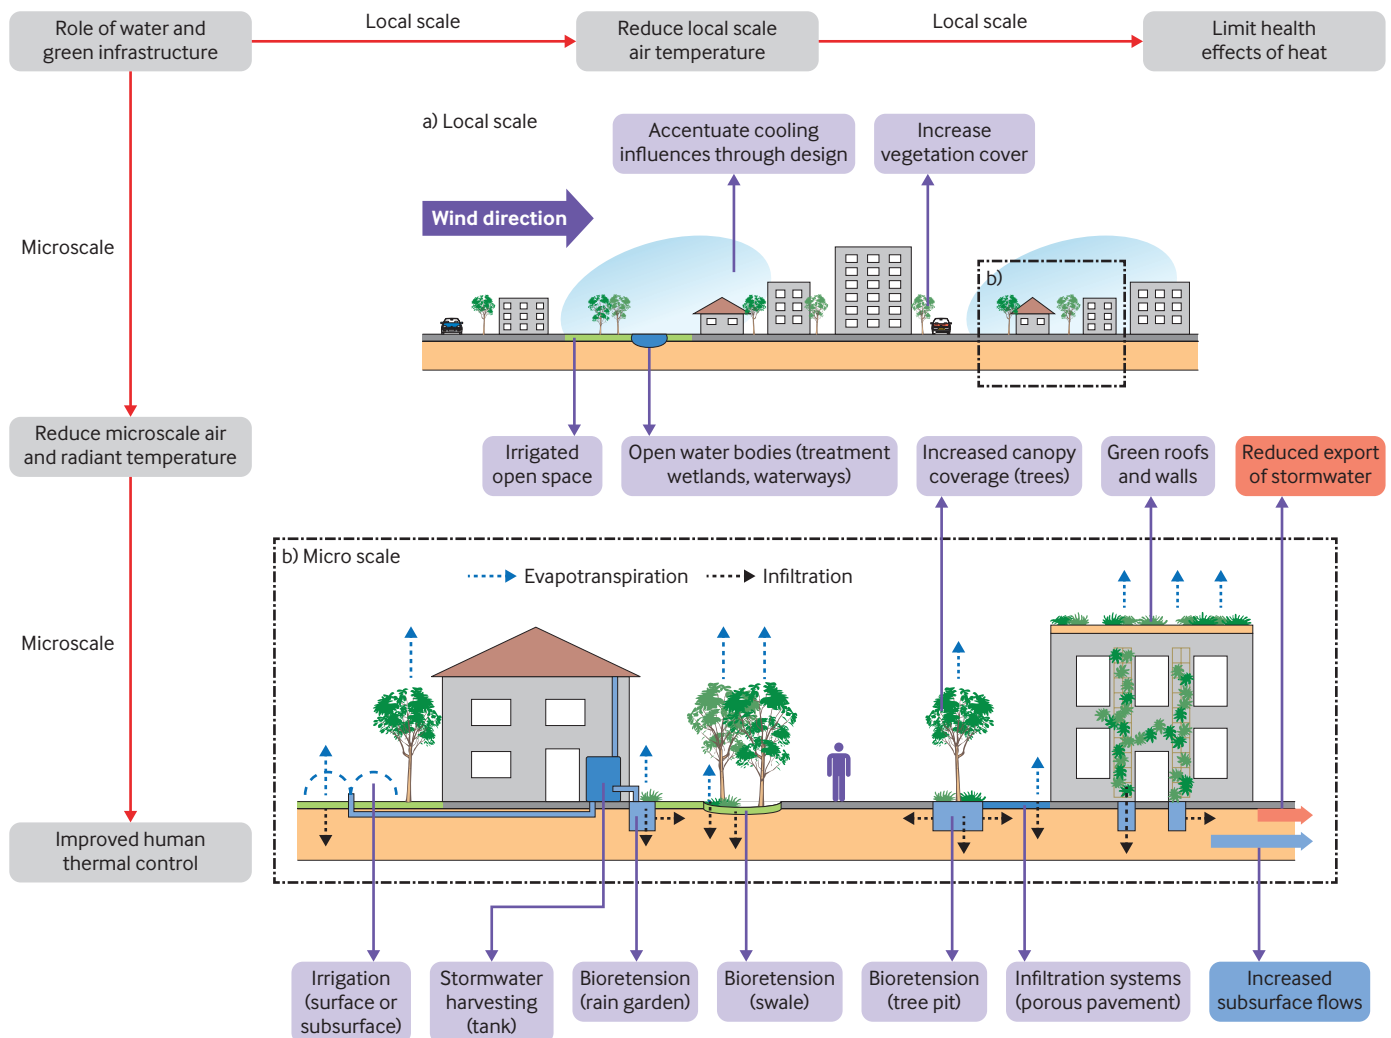 Role of water and
green infrastructure
Local scale
Reduce local scale
air temperature
Local scale
Limit health
effects of heat
a) Local scale
Accentuate cooling
influences through design
Increase
vegetation cover
Wind direction
Microscale
b)
Reduce microscale air
and radiant temperature
Irrigated
open space
Open water bodies (treatment
wetlands, waterways)
Increased canopy
coverage (trees)
Green roofs
and walls
Reduced export
of stormwater
b) Micro scale
Evapotranspiration
Infiltration
Microscale
Improved human
thermal control
Irrigation
(surface or
subsurface)
Stormwater
harvesting
(tank)
Bioretension
(rain garden)
Bioretension
(swale)
Bioretension
(tree pit)
Infiltration systems
(porous pavement)
Increased
subsurface flows